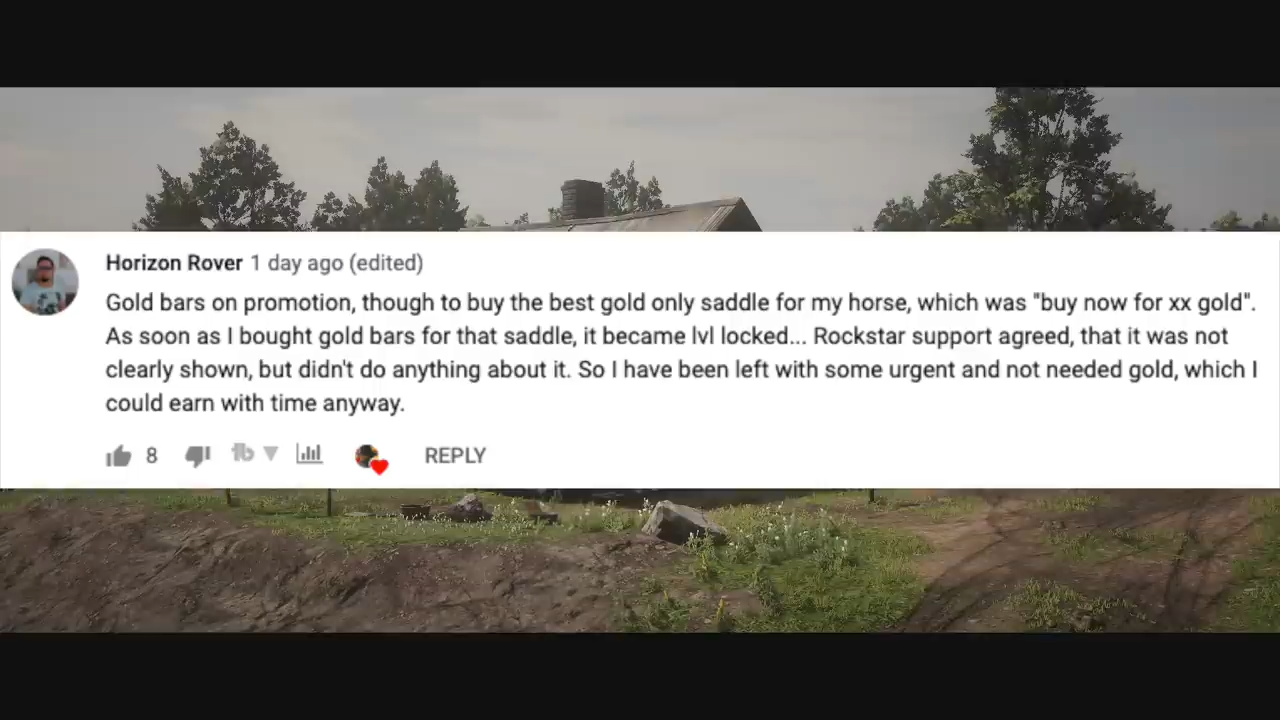 Horizon Rover 1 day ago (edited)
Gold bars on promotion, though to buy the best gold only saddle for my horse, which was "buy now for xx gold".
As soon as I bought gold bars for that saddle, it became lvl locked... Rockstar support agreed, that it was not
clearly shown, but didn't do anything about it. So I have been left with some urgent and not needed gold, which I
could earn with time anyway.
8 tb REPLY